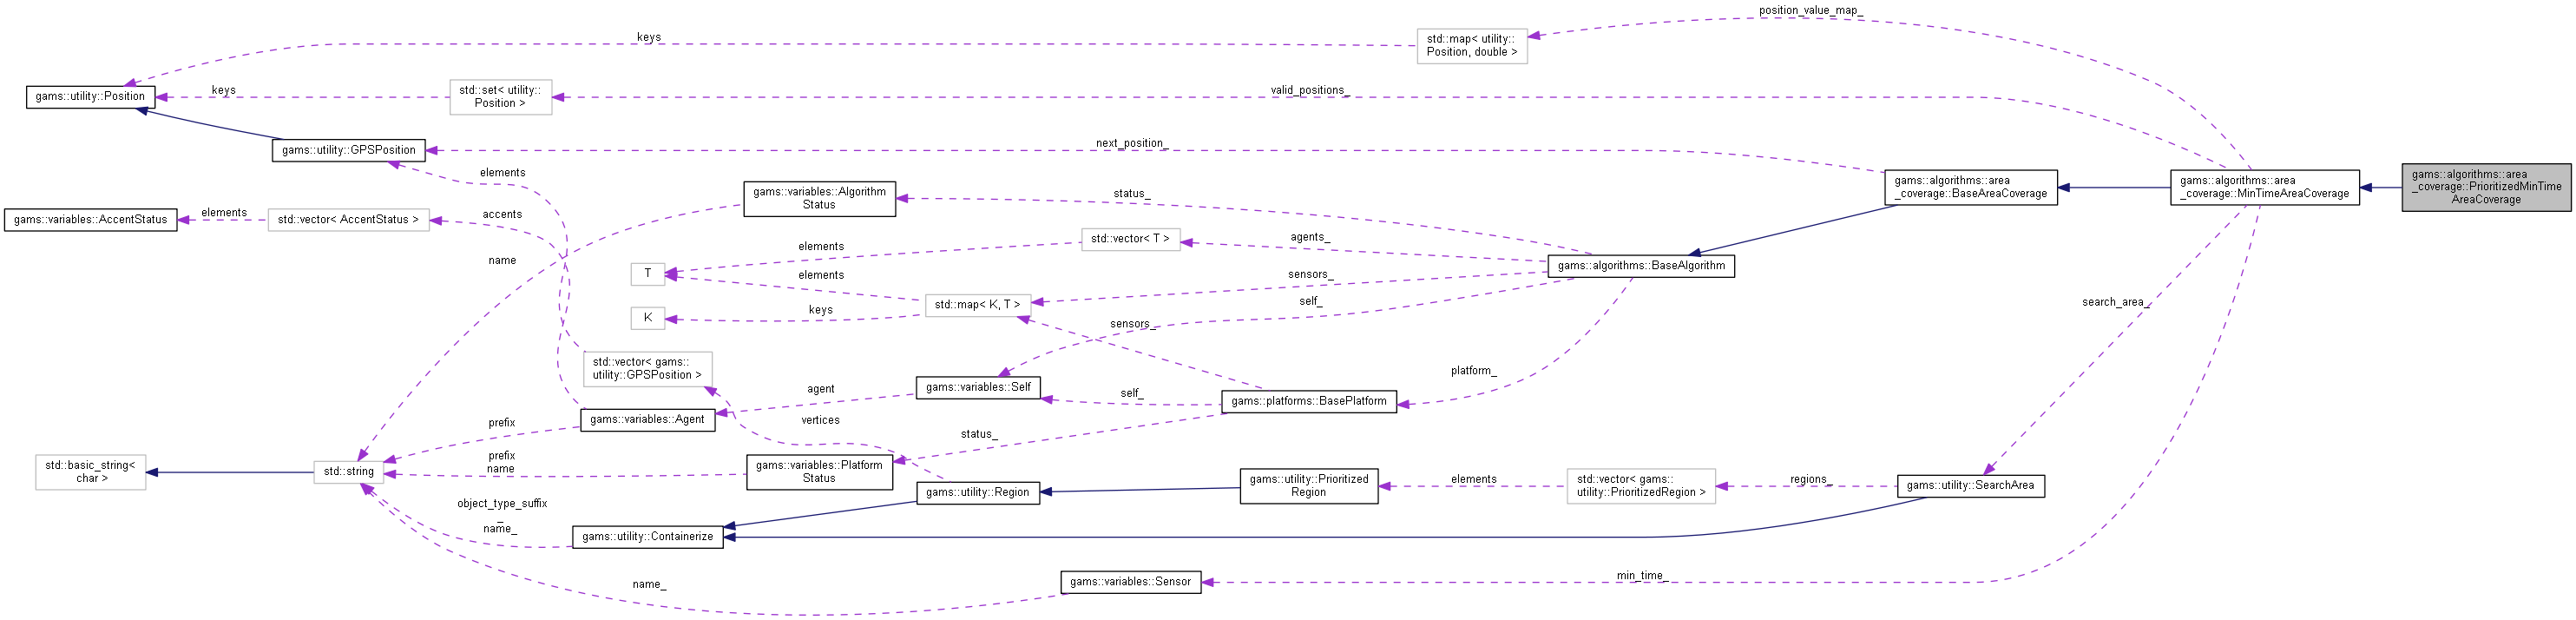 position_value_map_
keys
std::map< utility::
Position, double >
gams::utility::Position
keys
std::set< utility::
Position >
valid_positions_
gams::utility::GPSPosition
next_position_
elements
gams::algorithms::area
_coverage::BaseAreaCoverage
gams::algorithms::area
_coverage::MinTimeAreaCoverage
gams::algorithms::area
_coverage::PrioritizedMinTime
AreaCoverage
gams::variables::Algorithm
Status
status_
gams::variables::AccentStatus
elements
std::vector< AccentStatus >
accents
std::vector< T >
agents_
name
elements
T
elements
sensors_
gams::algorithms::BaseAlgorithm
K
keys
std::map< K, T >
self_
search_area_
sensors_
std::vector< gams::
utility::GPSPosition >
platform_
agent
gams::variables::Self
self_
gams::platforms::BasePlatform
gams::variables::Agent
vertices
prefix
status_
std::basic_string<
char >
std::string
prefix
name
gams::variables::Platform
Status
gams::utility::Region
gams::utility::Prioritized
Region
elements
std::vector< gams::
utility::PrioritizedRegion >
regions_
gams::utility::SearchArea
object_type_suffix
_
name_
gams::utility::Containerize
name_
gams::variables::Sensor
min_time_